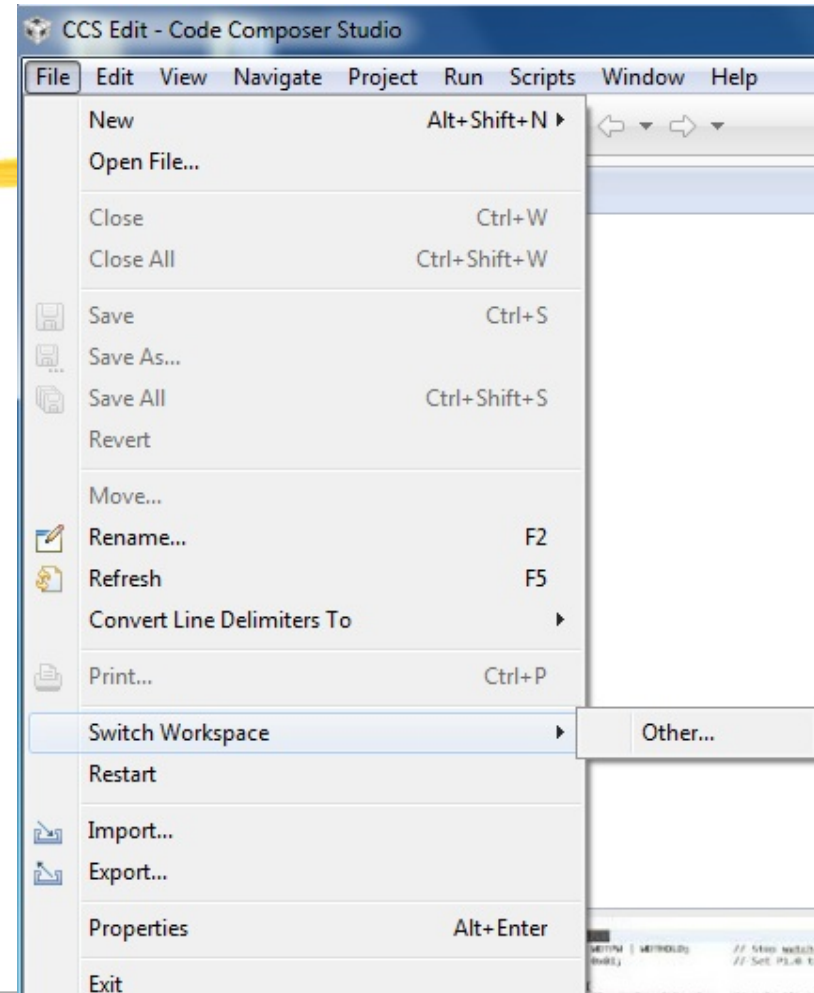 CCS Edit - Code Composer Studio
File Edit View Navigate Project Run Scripts Window Help
New Alt+Shift+N
Open File...
Close Ctrl+W
Close All Ctrl+Shift+W
Save Ctrl+S
Save As...
Save All Ctrl+Shift+S
Revert
Move...
Rename... F2
Refresh F5
Convert Line Delimiters To
Print... Ctrl+P
Switch Workspace Other...
Restart
Import...
Export...
Properties Alt+Enter
Exit